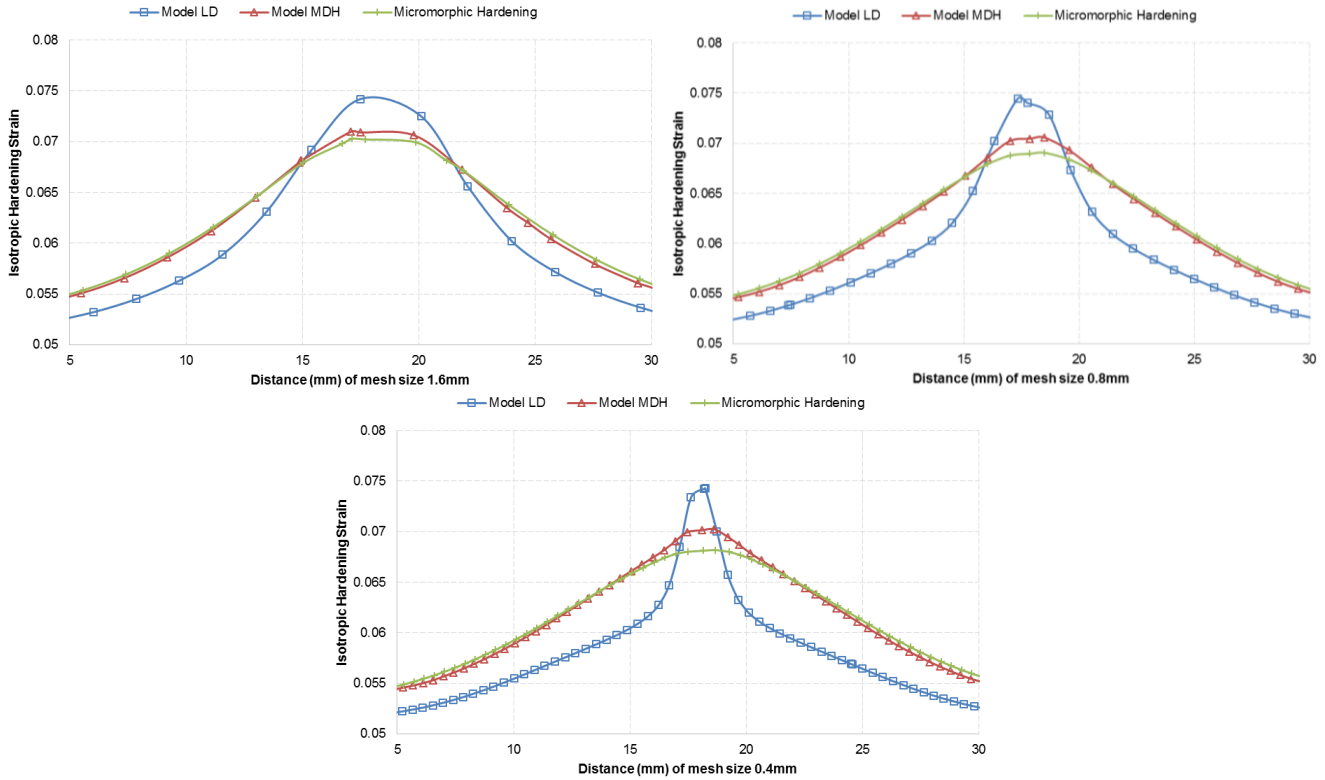 Model LD Model MDH Micromorphic Hardening
0.08
0.075
0.07
0.065
0.06
0.055
0.05
Isotropic Hardening Strain
5 10 15 20 25 30
Distance (mm) of mesh size 1.6mm
Model LD Model MDH Micromorphic Hardening
0.08
0.075
0.07
0.065
0.06
0.055
0.05
Isotropic Hardening Strain
5 10 15 20 25 30
Distance (mm) of mesh size 0.8mm
Model LD Model MDH Micromorphic Hardening
0.08
0.075
0.07
0.065
0.06
0.055
0.05
Isotropic Hardening Strain
5 10 15 20 25 30
Distance (mm) of mesh size 0.4mm